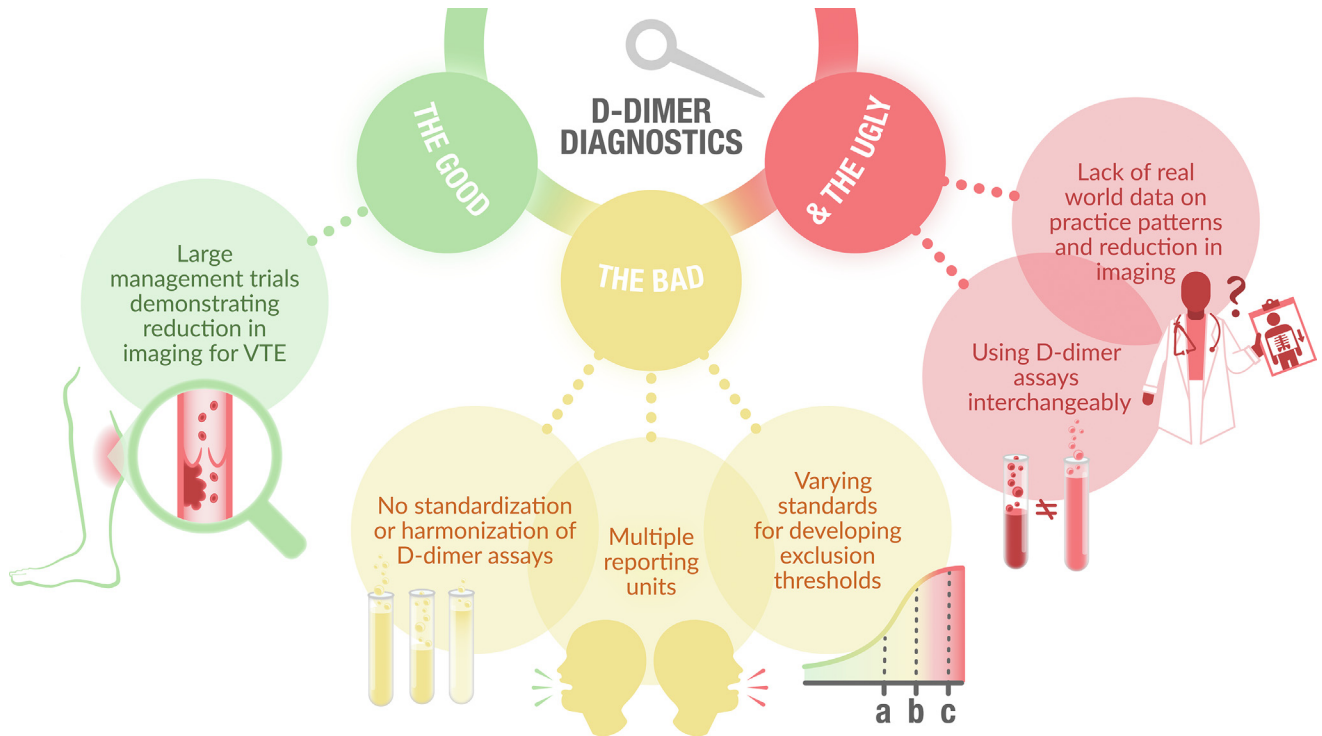 D-DIMER
DIAGNOSTICS
THE GOOD
THE BAD
& THE UGLY
Large
management trials
demonstrating
reduction in
imaging for VTE
No standardization
or harmonization of
D-dimer assays
Multiple
reporting
units
Varying
standards
for developing
exclusion
thresholds
a b c
Lack of real
world data on
practice patterns
and reduction in
imaging
?
Using D-dimer
assays
interchangeably
≠